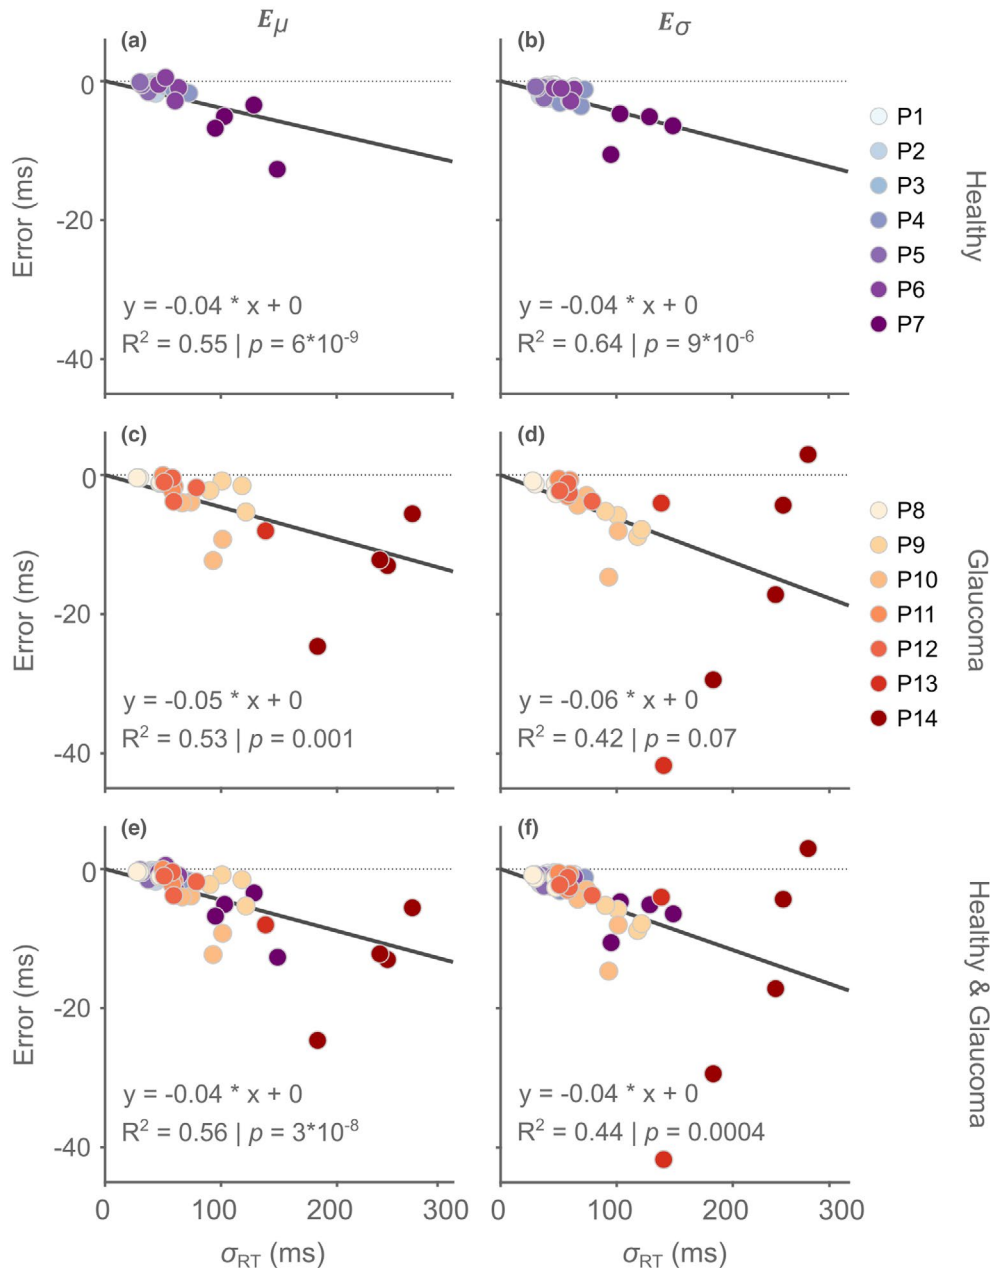 Eμ Eσ
(a) (b)
0 0
-20
-40
Error (ms)
y = -0.04 * x + 0
R² = 0.55 | p = 6*10⁻⁹
y = -0.04 * x + 0
R² = 0.64 | p = 9*10⁻⁶
P1
P2
P3
P4
P5
P6
P7
Healthy
(c) (d)
0
-20
-40
Error (ms)
y = -0.05 * x + 0
R² = 0.53 | p = 0.001
y = -0.06 * x + 0
R² = 0.42 | p = 0.07
P8
P9
P10
P11
P12
P13
P14
Glaucoma
(e) (f)
0
-20
-40
Error (ms)
y = -0.04 * x + 0
R² = 0.56 | p = 3*10⁻⁸
y = -0.04 * x + 0
R² = 0.44 | p = 0.0004
Healthy & Glaucoma
0 100 200 300 0 100 200 300
σRT (ms) σRT (ms)